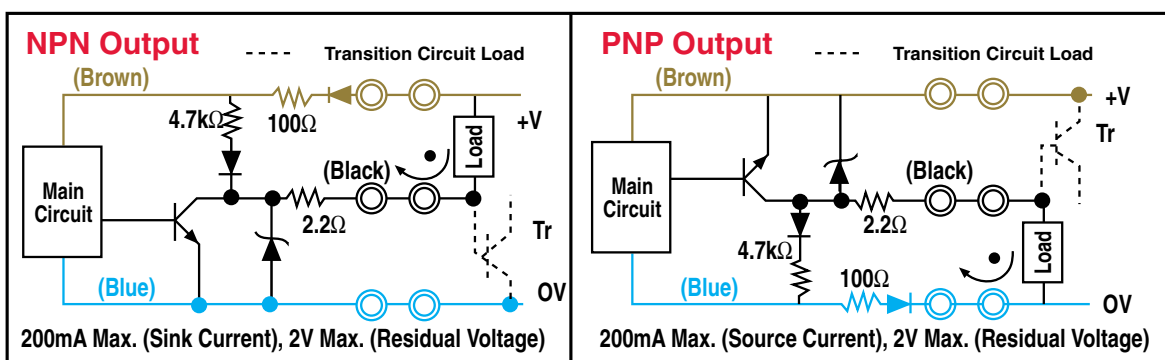 NPN Output
Transition Circuit Load
(Brown)
4.7kΩ
100Ω
+V
Load
Main
Circuit
(Black)
2.2Ω
Tr
(Blue)
OV
200mA Max. (Sink Current), 2V Max. (Residual Voltage)
PNP Output
Transition Circuit Load
(Brown)
+V
Tr
Main
Circuit
(Black)
2.2Ω
4.7kΩ
Load
100Ω
(Blue)
OV
200mA Max. (Source Current), 2V Max. (Residual Voltage)